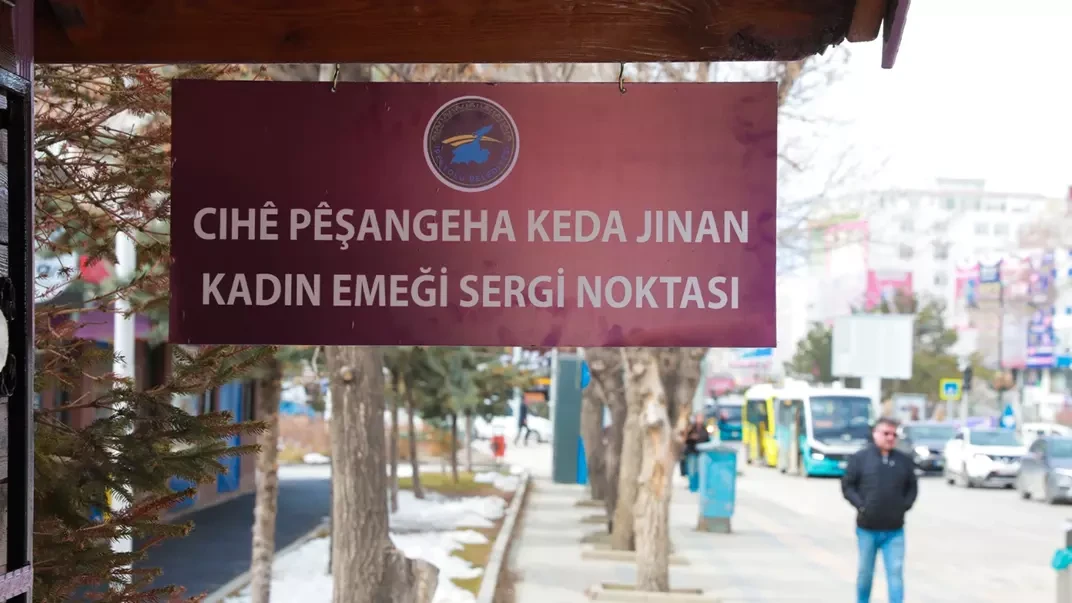 CIHÊ PÊŞANGEHA KEDA JINAN
KADIN EMEĞİ SERGİ NOKTASI